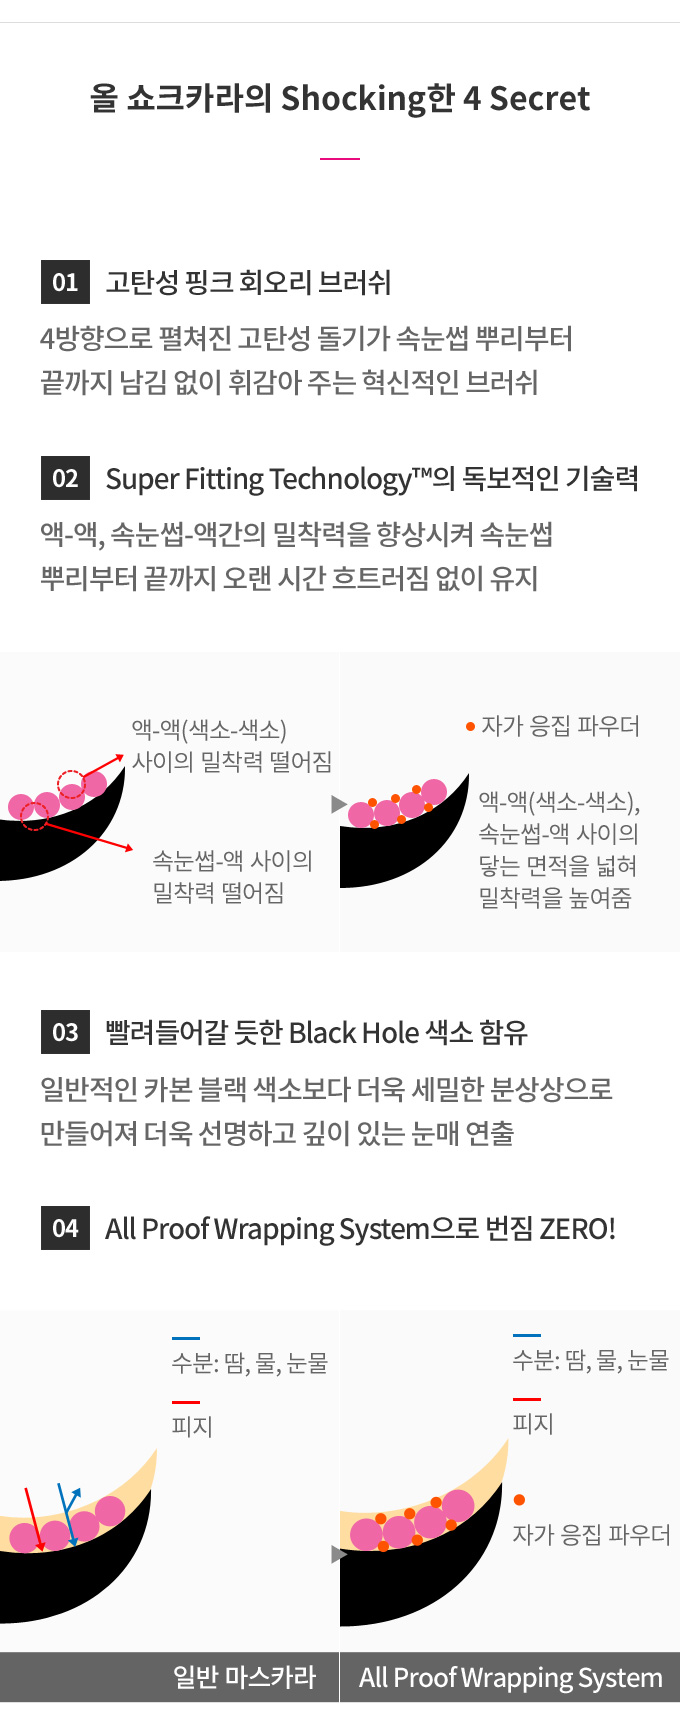 올 쇼크카라의 Shocking한 4 Secret
01 고탄성 핑크 회오리 브러쉬
4방향으로 펼쳐진 고탄성 돌기가 속눈썹 뿌리부터
끝까지 남김 없이 휘감아 주는 혁신적인 브러쉬
02 Super Fitting Technology™의 독보적인 기술력
액-액, 속눈썹-액간의 밀착력을 향상시켜 속눈썹
뿌리부터 끝까지 오랜 시간 흐트러짐 없이 유지
액-액(색소-색소)
사이의 밀착력 떨어짐
속눈썹-액 사이의
밀착력 떨어짐
자가 응집 파우더
액-액(색소-색소),
속눈썹-액 사이의
닿는 면적을 넓혀
밀착력을 높여줌
03 빨려들어갈 듯한 Black Hole 색소 함유
일반적인 카본 블랙 색소보다 더욱 세밀한 분상상으로
만들어져 더욱 선명하고 깊이 있는 눈매 연출
04 All Proof Wrapping System으로 번짐 ZERO!
수분: 땀, 물, 눈물
피지
일반 마스카라
수분: 땀, 물, 눈물
피지
자가 응집 파우더
All Proof Wrapping System